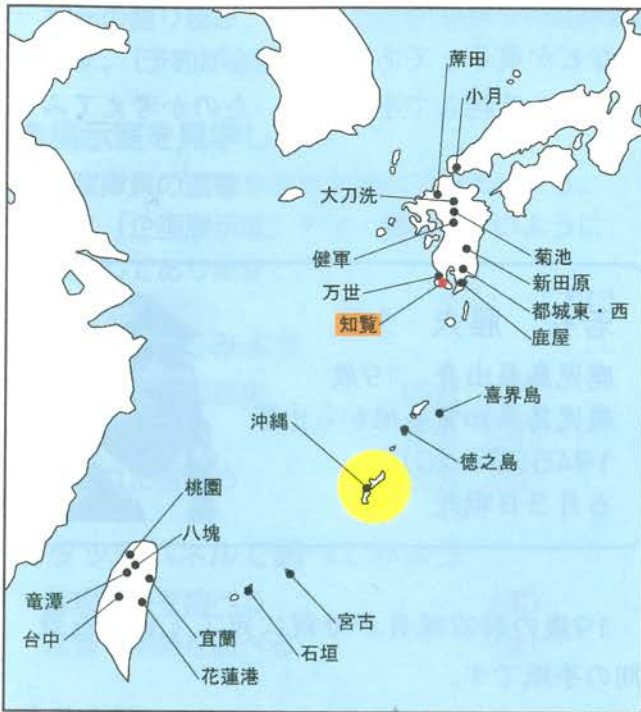 蓆田
小月
大刀洗
健軍
菊池
新田原
万世
都城東・西
知覧
鹿屋
喜界島
沖縄
徳之島
桃園
八塊
竜潭
宮古
台中
宜蘭
石垣
花蓮港